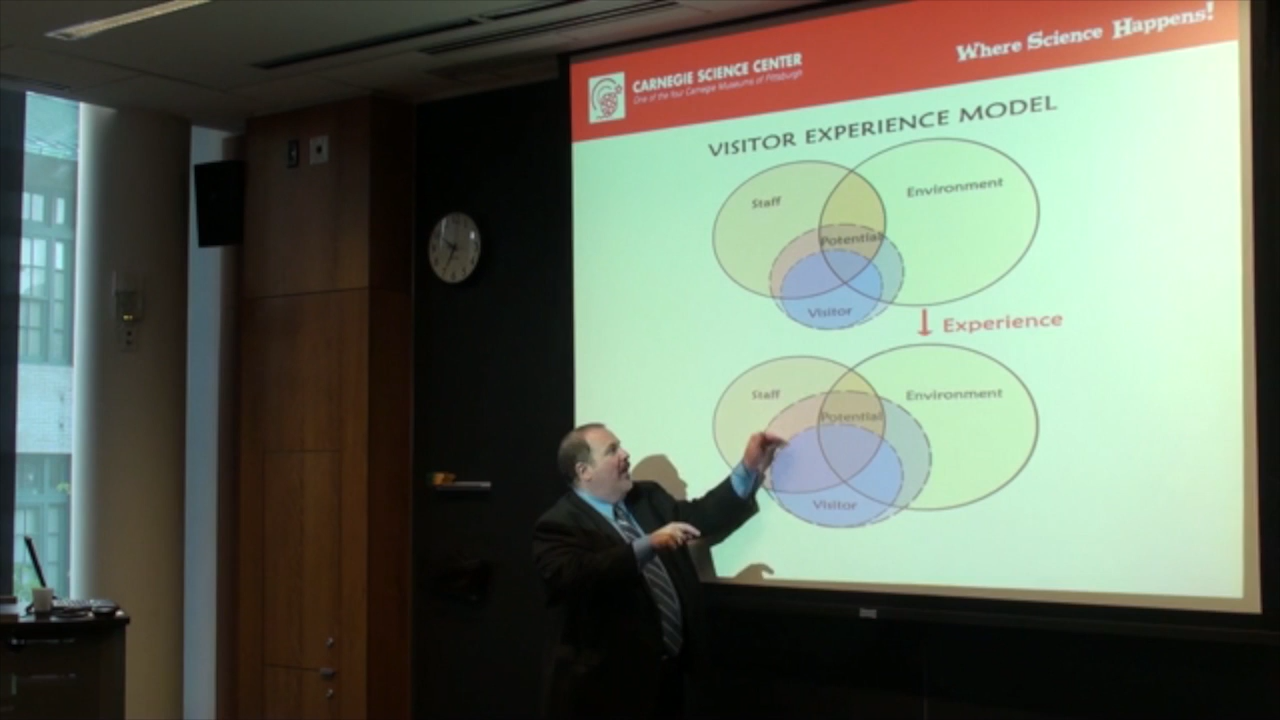 CARNEGIE SCIENCE CENTER
One of the four Carnegie Museums of Pittsburgh
Where Science Happens!
VISITOR EXPERIENCE MODEL
Staff
Environment
Potential
Visitor
Experience
Staff
Environment
Potential
Visitor